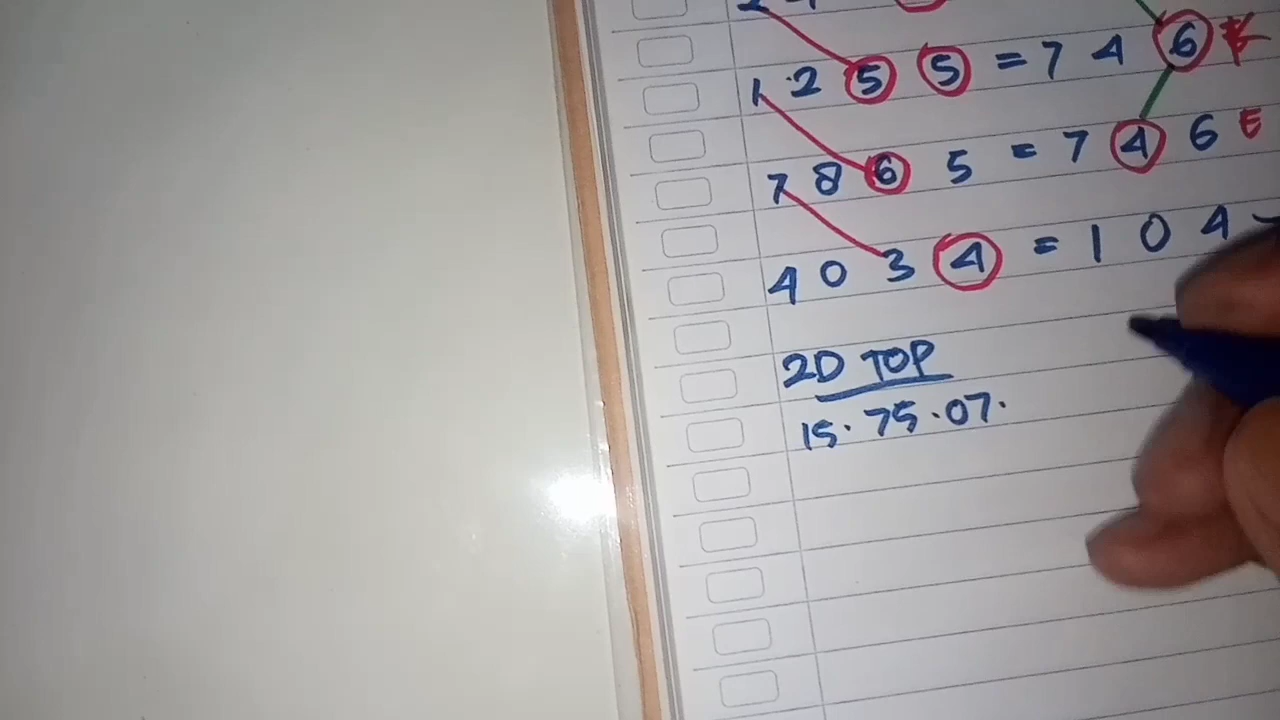 1 2 5 5 = 7 4 6 K
7 8 6 5 = 7 4 6 E
4 0 3 4 = 1 0 4
2D TOP
15. 75. 07.